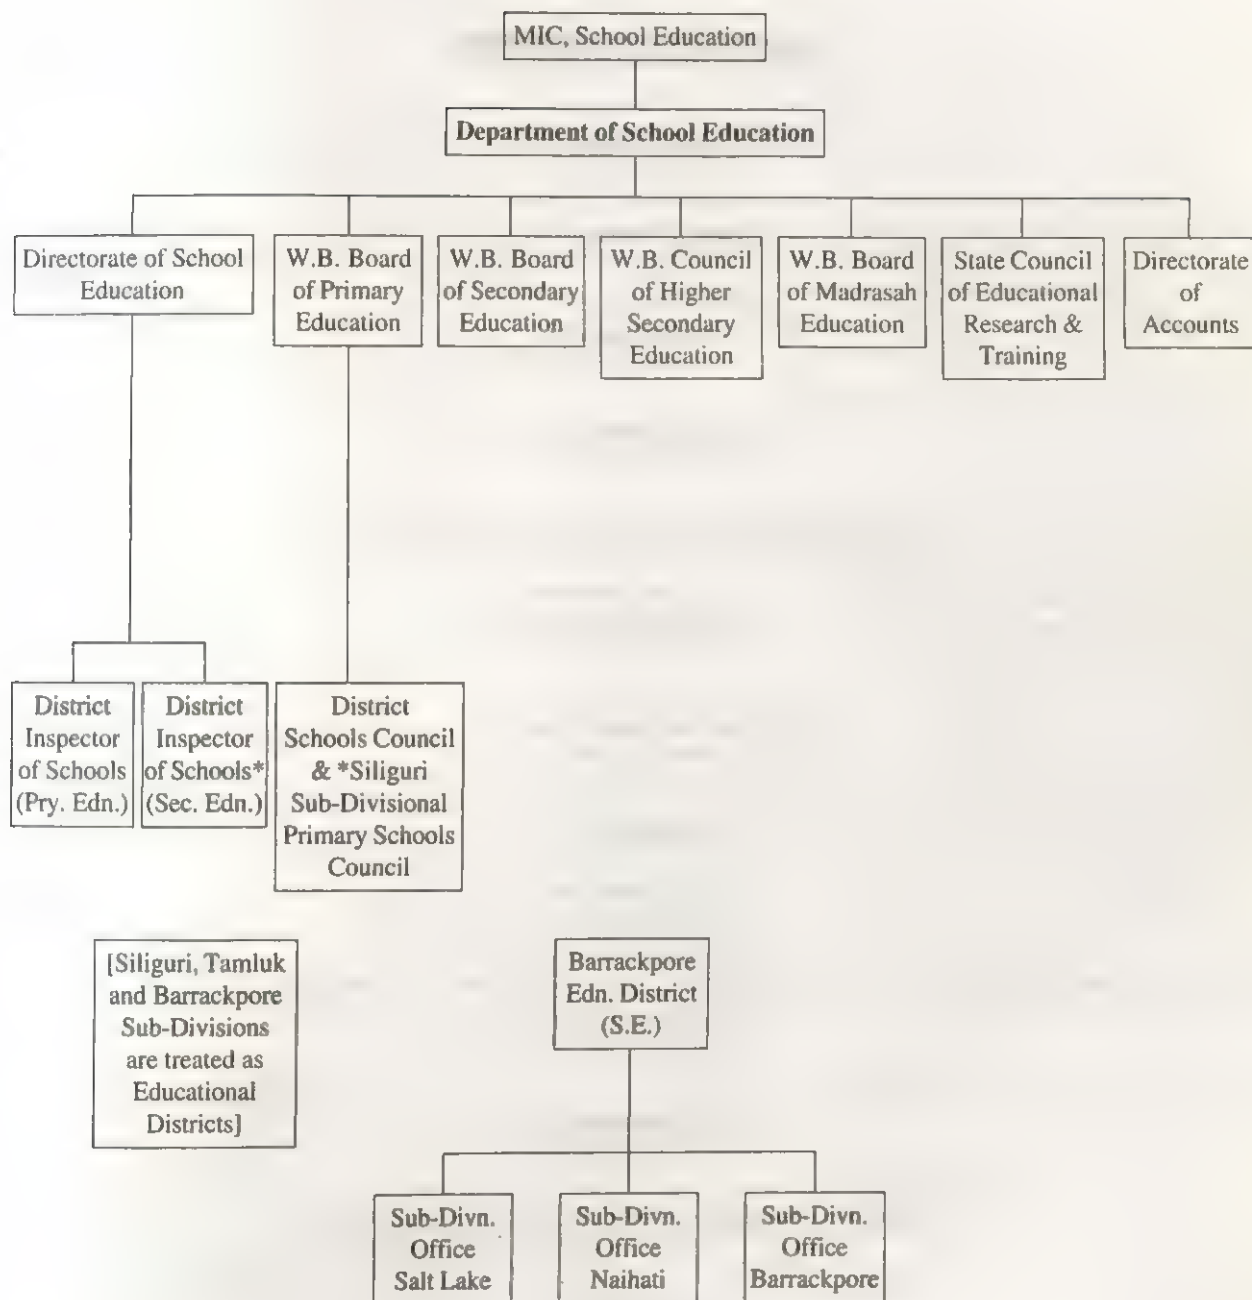 MIC, School Education
Department of School Education
Directorate of School
Education
W.B. Board
of Primary
Education
W.B. Board
of Secondary
Education
W.B. Council
of Higher
Secondary
Education
W.B. Board
of Madrasah
Education
State Council
of Educational
Research &
Training
Directorate
of
Accounts
District
Inspector
of Schools
(Pry. Edn.)
District
Inspector
of Schools*
(Sec. Edn.)
District
Schools Council
& *Siliguri
Sub-Divisional
Primary Schools
Council
[Siliguri, Tamluk
and Barrackpore
Sub-Divisions
are treated as
Educational
Districts]
Barrackpore
Edn. District
(S.E.)
Sub-Divn.
Office
Salt Lake
Sub-Divn.
Office
Naihati
Sub-Divn.
Office
Barrackpore